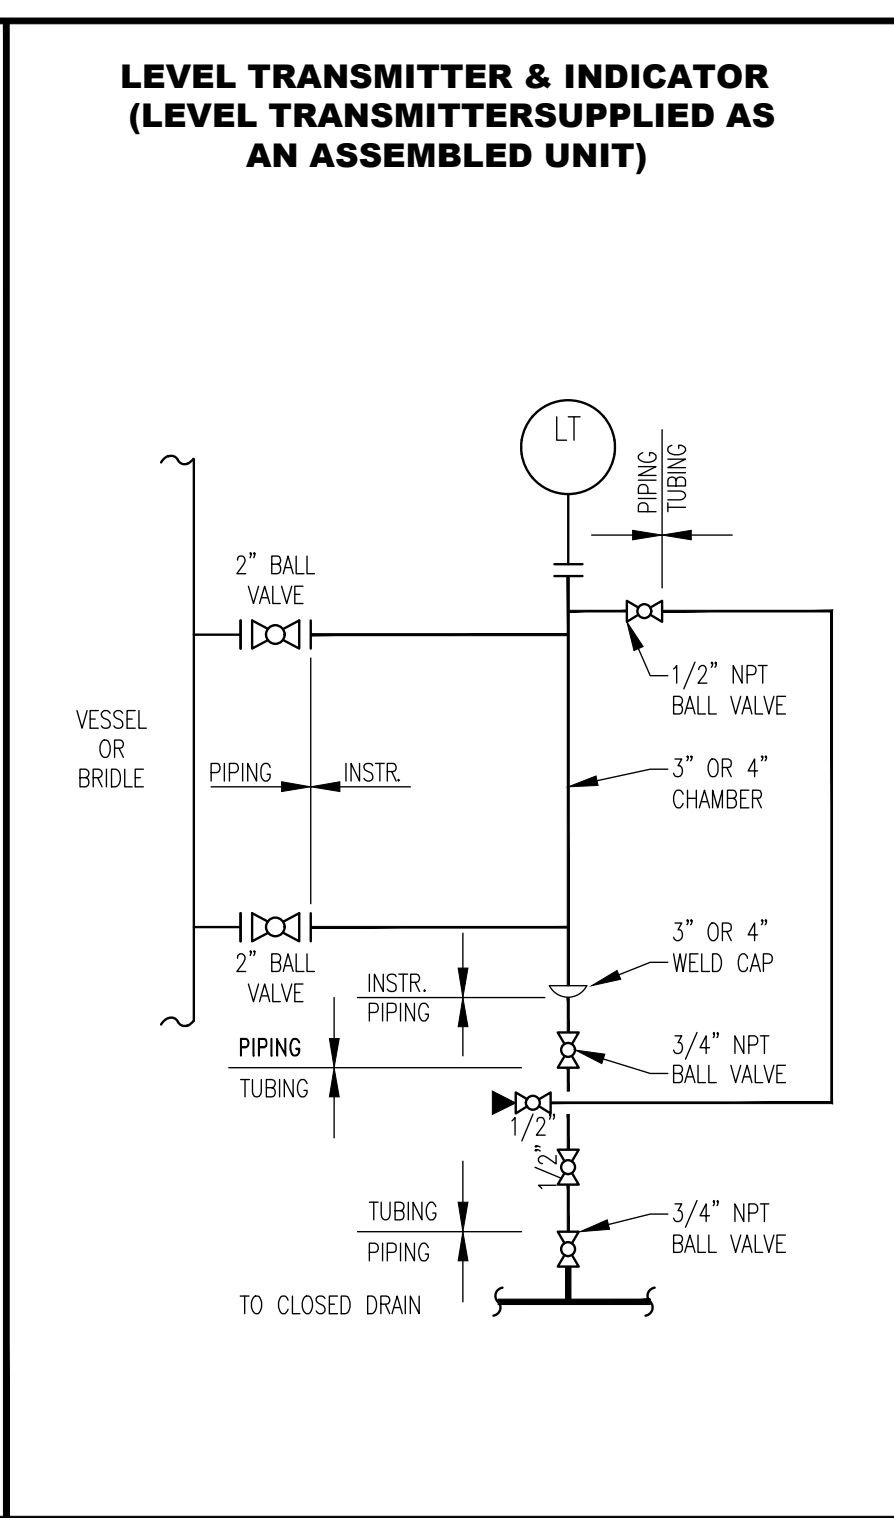 LEVEL TRANSMITTER & INDICATOR
(LEVEL TRANSMITTERSUPPLIED AS
AN ASSEMBLED UNIT)
LT
PIPING
TUBING
2" BALL
VALVE
1/2" NPT
BALL VALVE
VESSEL
OR
BRIDLE
PIPING
INSTR.
3" OR 4"
CHAMBER
2" BALL
VALVE
3" OR 4"
WELD CAP
INSTR.
PIPING
PIPING
TUBING
3/4" NPT
BALL VALVE
1/2"
1/2"
TUBING
PIPING
3/4" NPT
BALL VALVE
TO CLOSED DRAIN